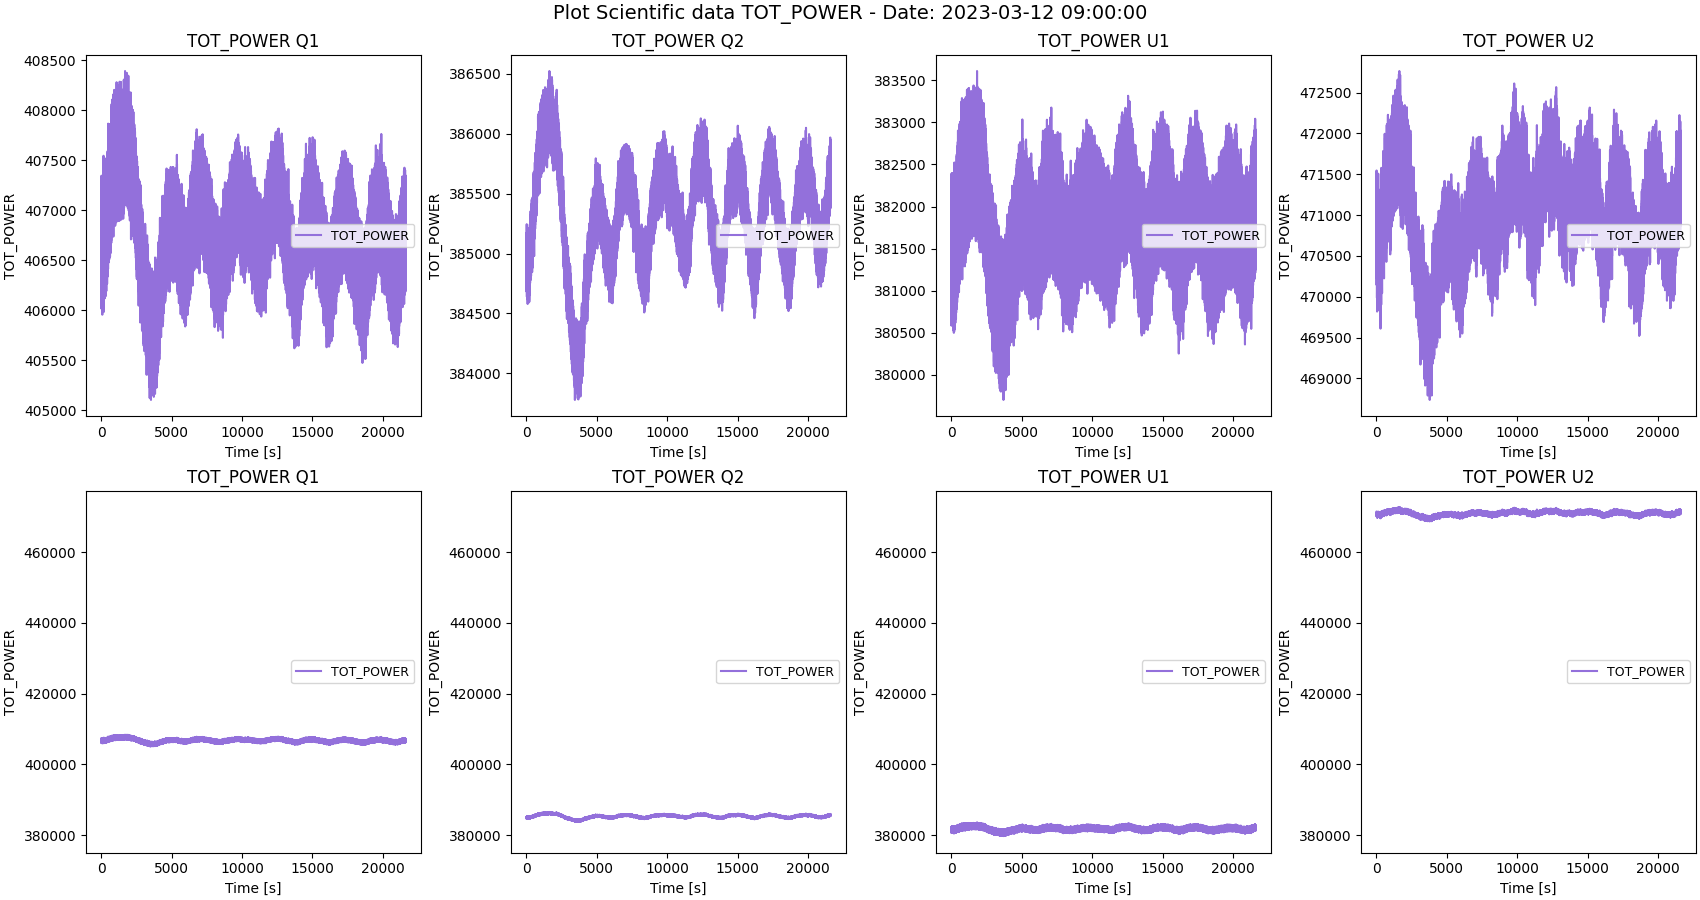 Plot Scientific data TOT_POWER - Date: 2023-03-12 09:00:00
TOT_POWER Q1
408500
408000
407500
407000
406500
406000
405500
405000
TOT_POWER
TOT_POWER
0 5000 10000 15000 20000
Time [s]
TOT_POWER Q2
386500
386000
385500
385000
384500
384000
TOT_POWER
TOT_POWER
0 5000 10000 15000 20000
Time [s]
TOT_POWER U1
383500
383000
382500
382000
381500
381000
380500
380000
TOT_POWER
TOT_POWER
0 5000 10000 15000 20000
Time [s]
TOT_POWER U2
472500
472000
471500
471000
470500
470000
469500
469000
TOT_POWER
TOT_POWER
0 5000 10000 15000 20000
Time [s]
TOT_POWER Q1
460000
440000
420000
400000
380000
TOT_POWER
TOT_POWER
0 5000 10000 15000 20000
Time [s]
TOT_POWER Q2
460000
440000
420000
400000
380000
TOT_POWER
TOT_POWER
0 5000 10000 15000 20000
Time [s]
TOT_POWER U1
460000
440000
420000
400000
380000
TOT_POWER
TOT_POWER
0 5000 10000 15000 20000
Time [s]
TOT_POWER U2
460000
440000
420000
400000
380000
TOT_POWER
TOT_POWER
0 5000 10000 15000 20000
Time [s]